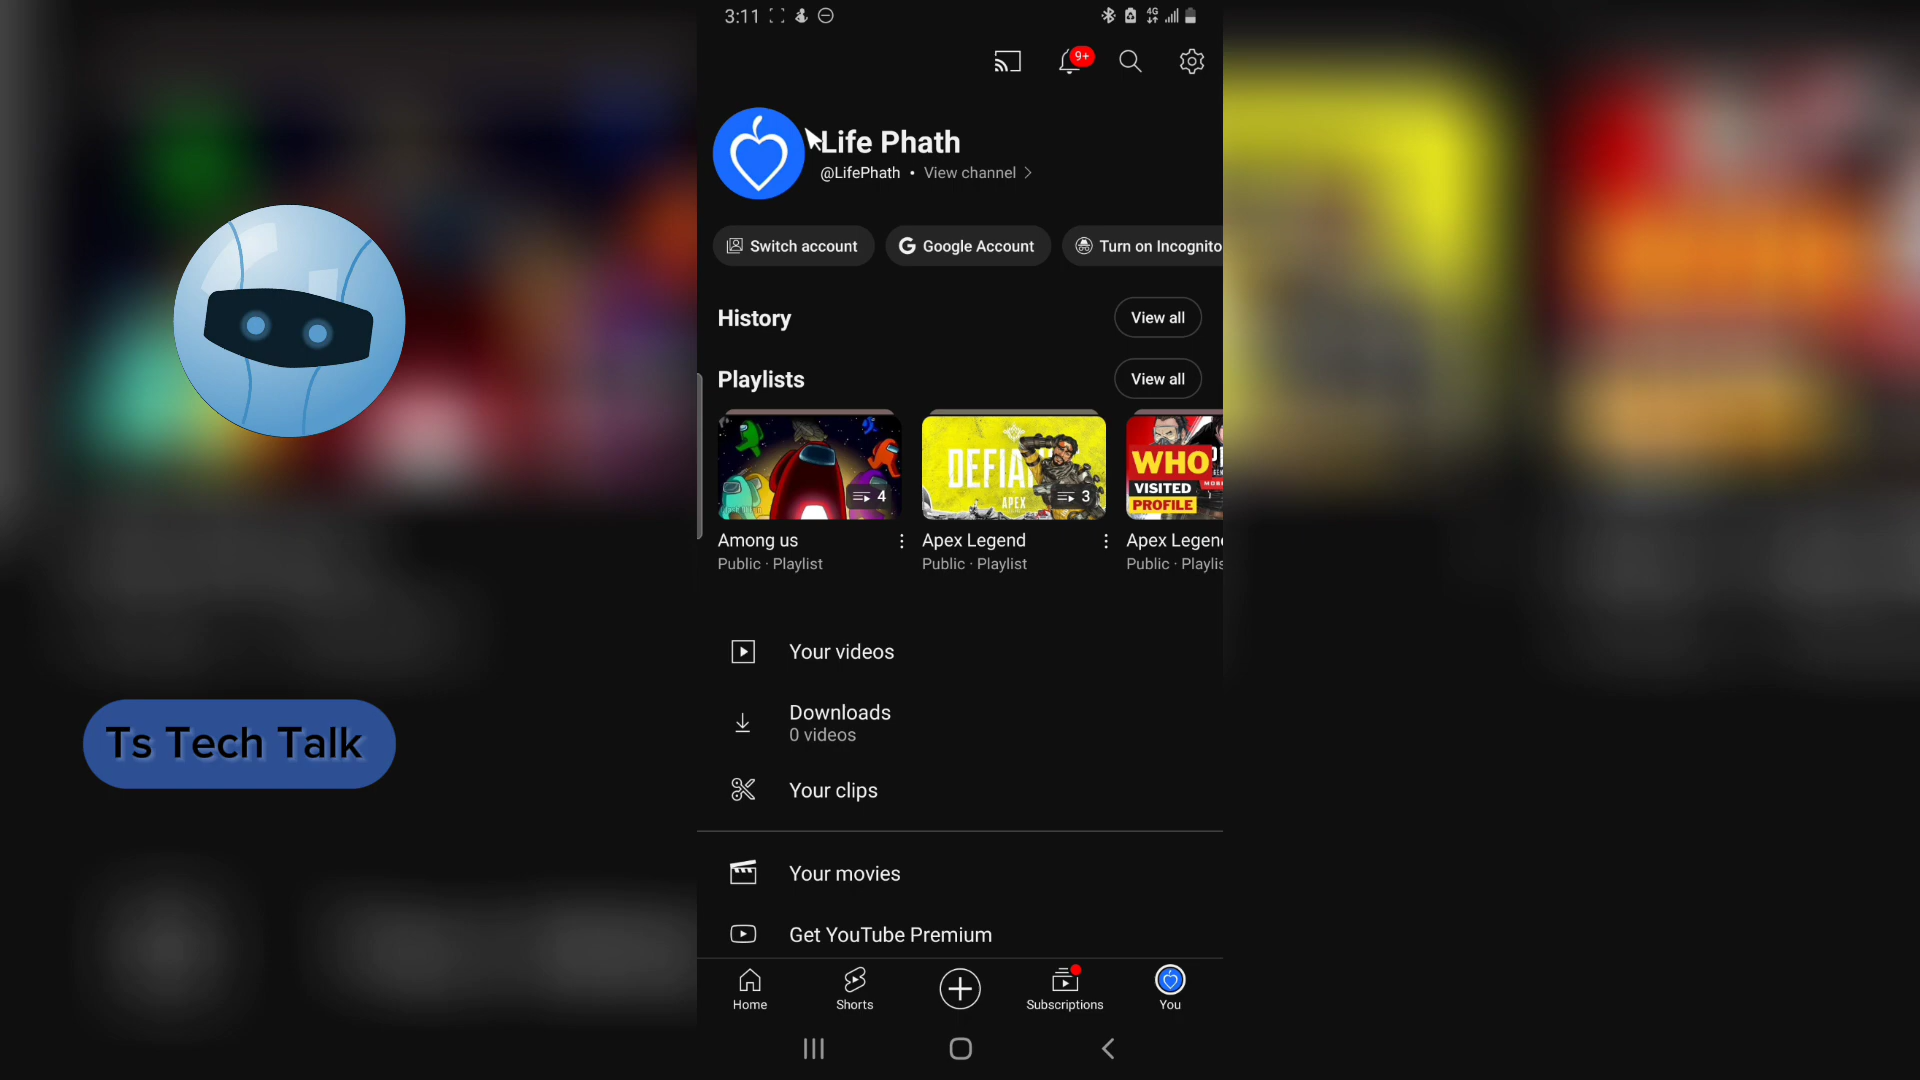 3:11
4G
9+
Life Phath
@LifePhath • View channel
Switch account
Google Account
Turn on Incognito
History
View all
Playlists
View all
4
DEFIA
APEX
3
WHO
VISITED
PROFILE
Among us
Public · Playlist
Apex Legend
Public · Playlist
Apex Legen
Public · Playlis
Your videos
Downloads
0 videos
Your clips
Your movies
Get YouTube Premium
Home
Shorts
Subscriptions
You
Ts Tech Talk